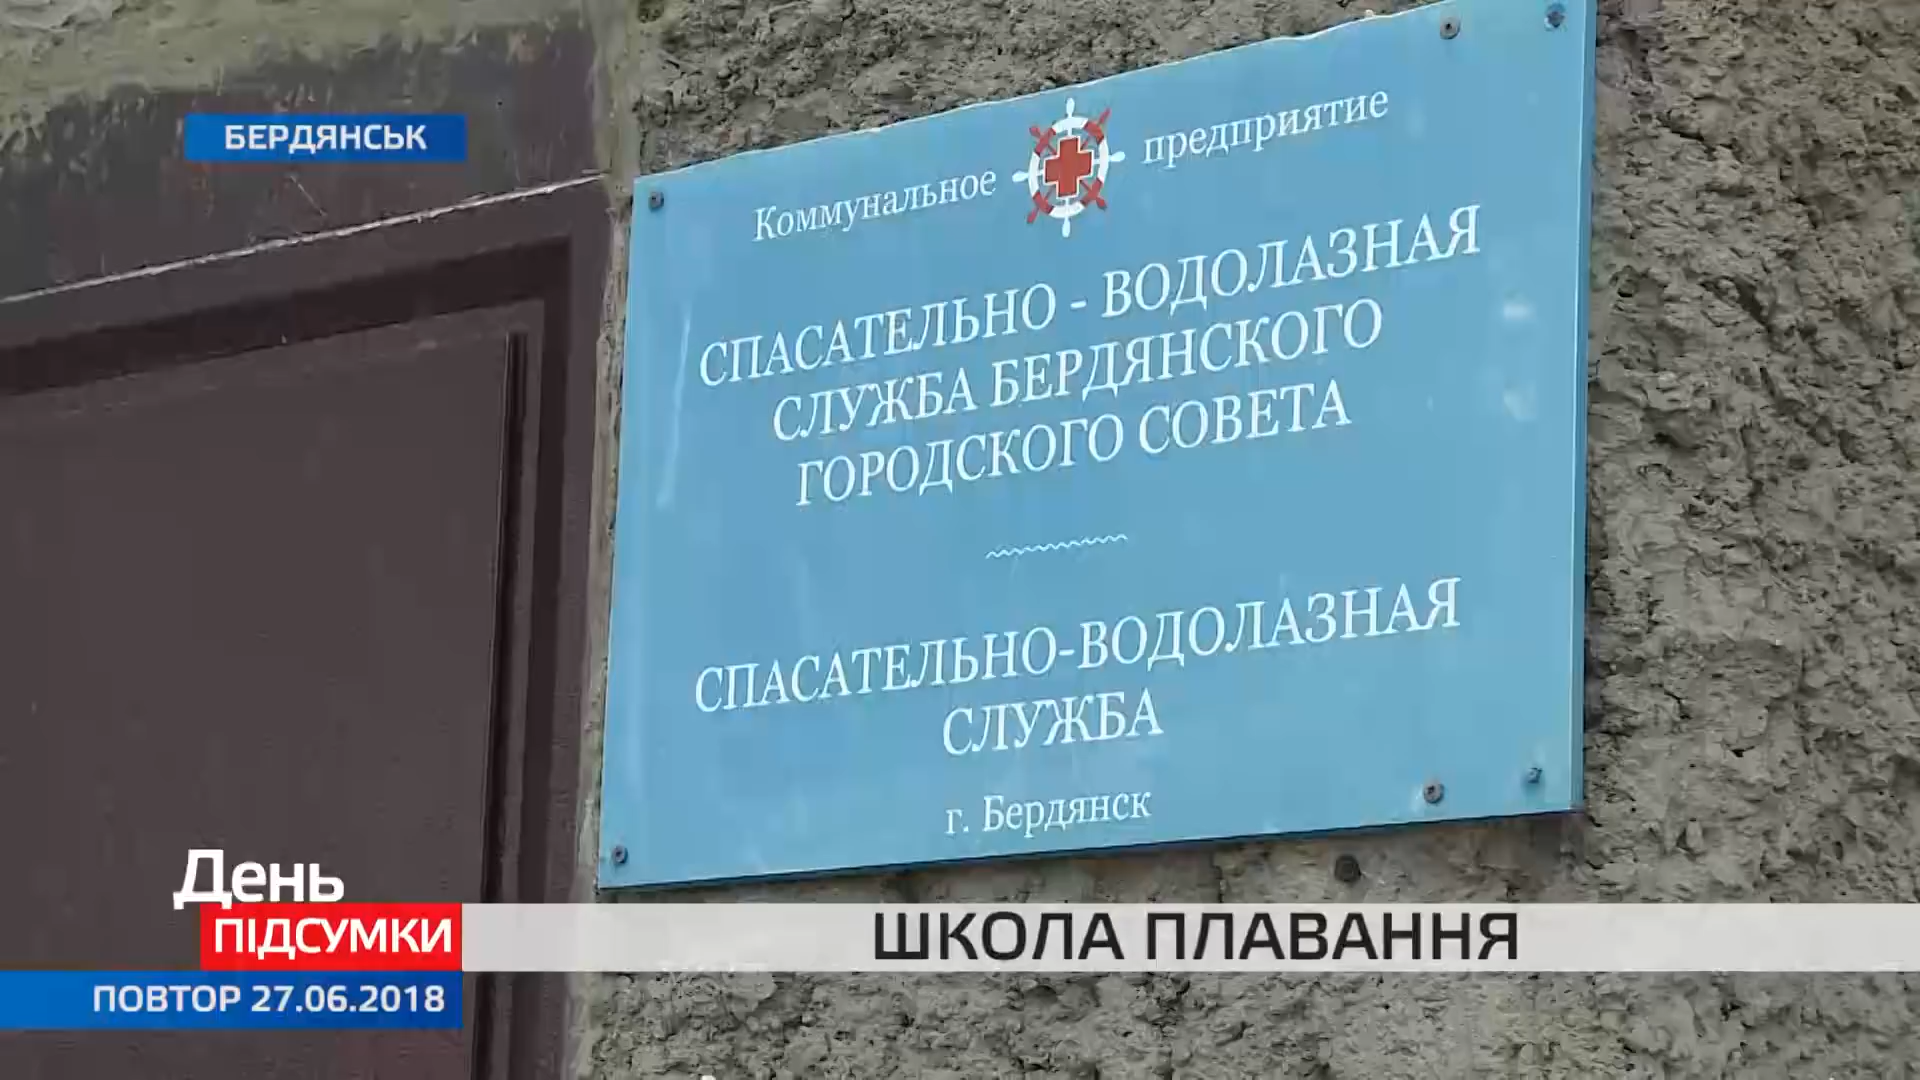 БЕРДЯНСЬК
Коммунальное предприятие
СПАСАТЕЛЬНО - ВОДОЛАЗНАЯ
СЛУЖБА БЕРДЯНСКОГО
ГОРОДСКОГО СОВЕТА
СПАСАТЕЛЬНО-ВОДОЛАЗНАЯ
СЛУЖБА
г. Бердянск
День
ПІДСУМКИ
ШКОЛА ПЛАВАННЯ
ПОВТОР 27.06.2018